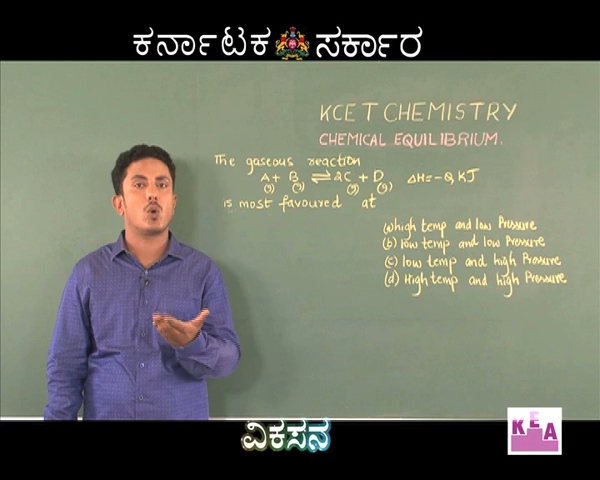 ಕರ್ನಾಟಕ ಸರ್ಕಾರ
KCET CHEMISTRY
CHEMICAL EQUILIBRIUM.
The gaseous reaction
A + B ⇌ 2C + D ΔH = -Q KJ
(g) (g) (g) (g)
is most favoured at
(a) high temp and low Pressure
(b) low temp and low Pressure
(c) low temp and high Pressure
(d) High temp and high Pressure
ವಿಕಸನ
KEA